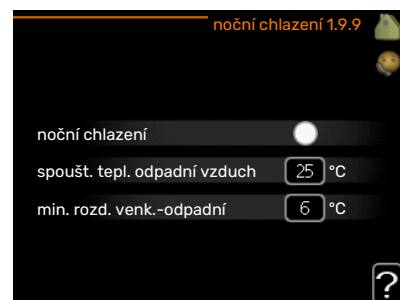 noční chlazení 1.9.9
noční chlazení
spoušt. tepl. odpadní vzduch 25 °C
min. rozd. venk.-odpadní 6 °C
?